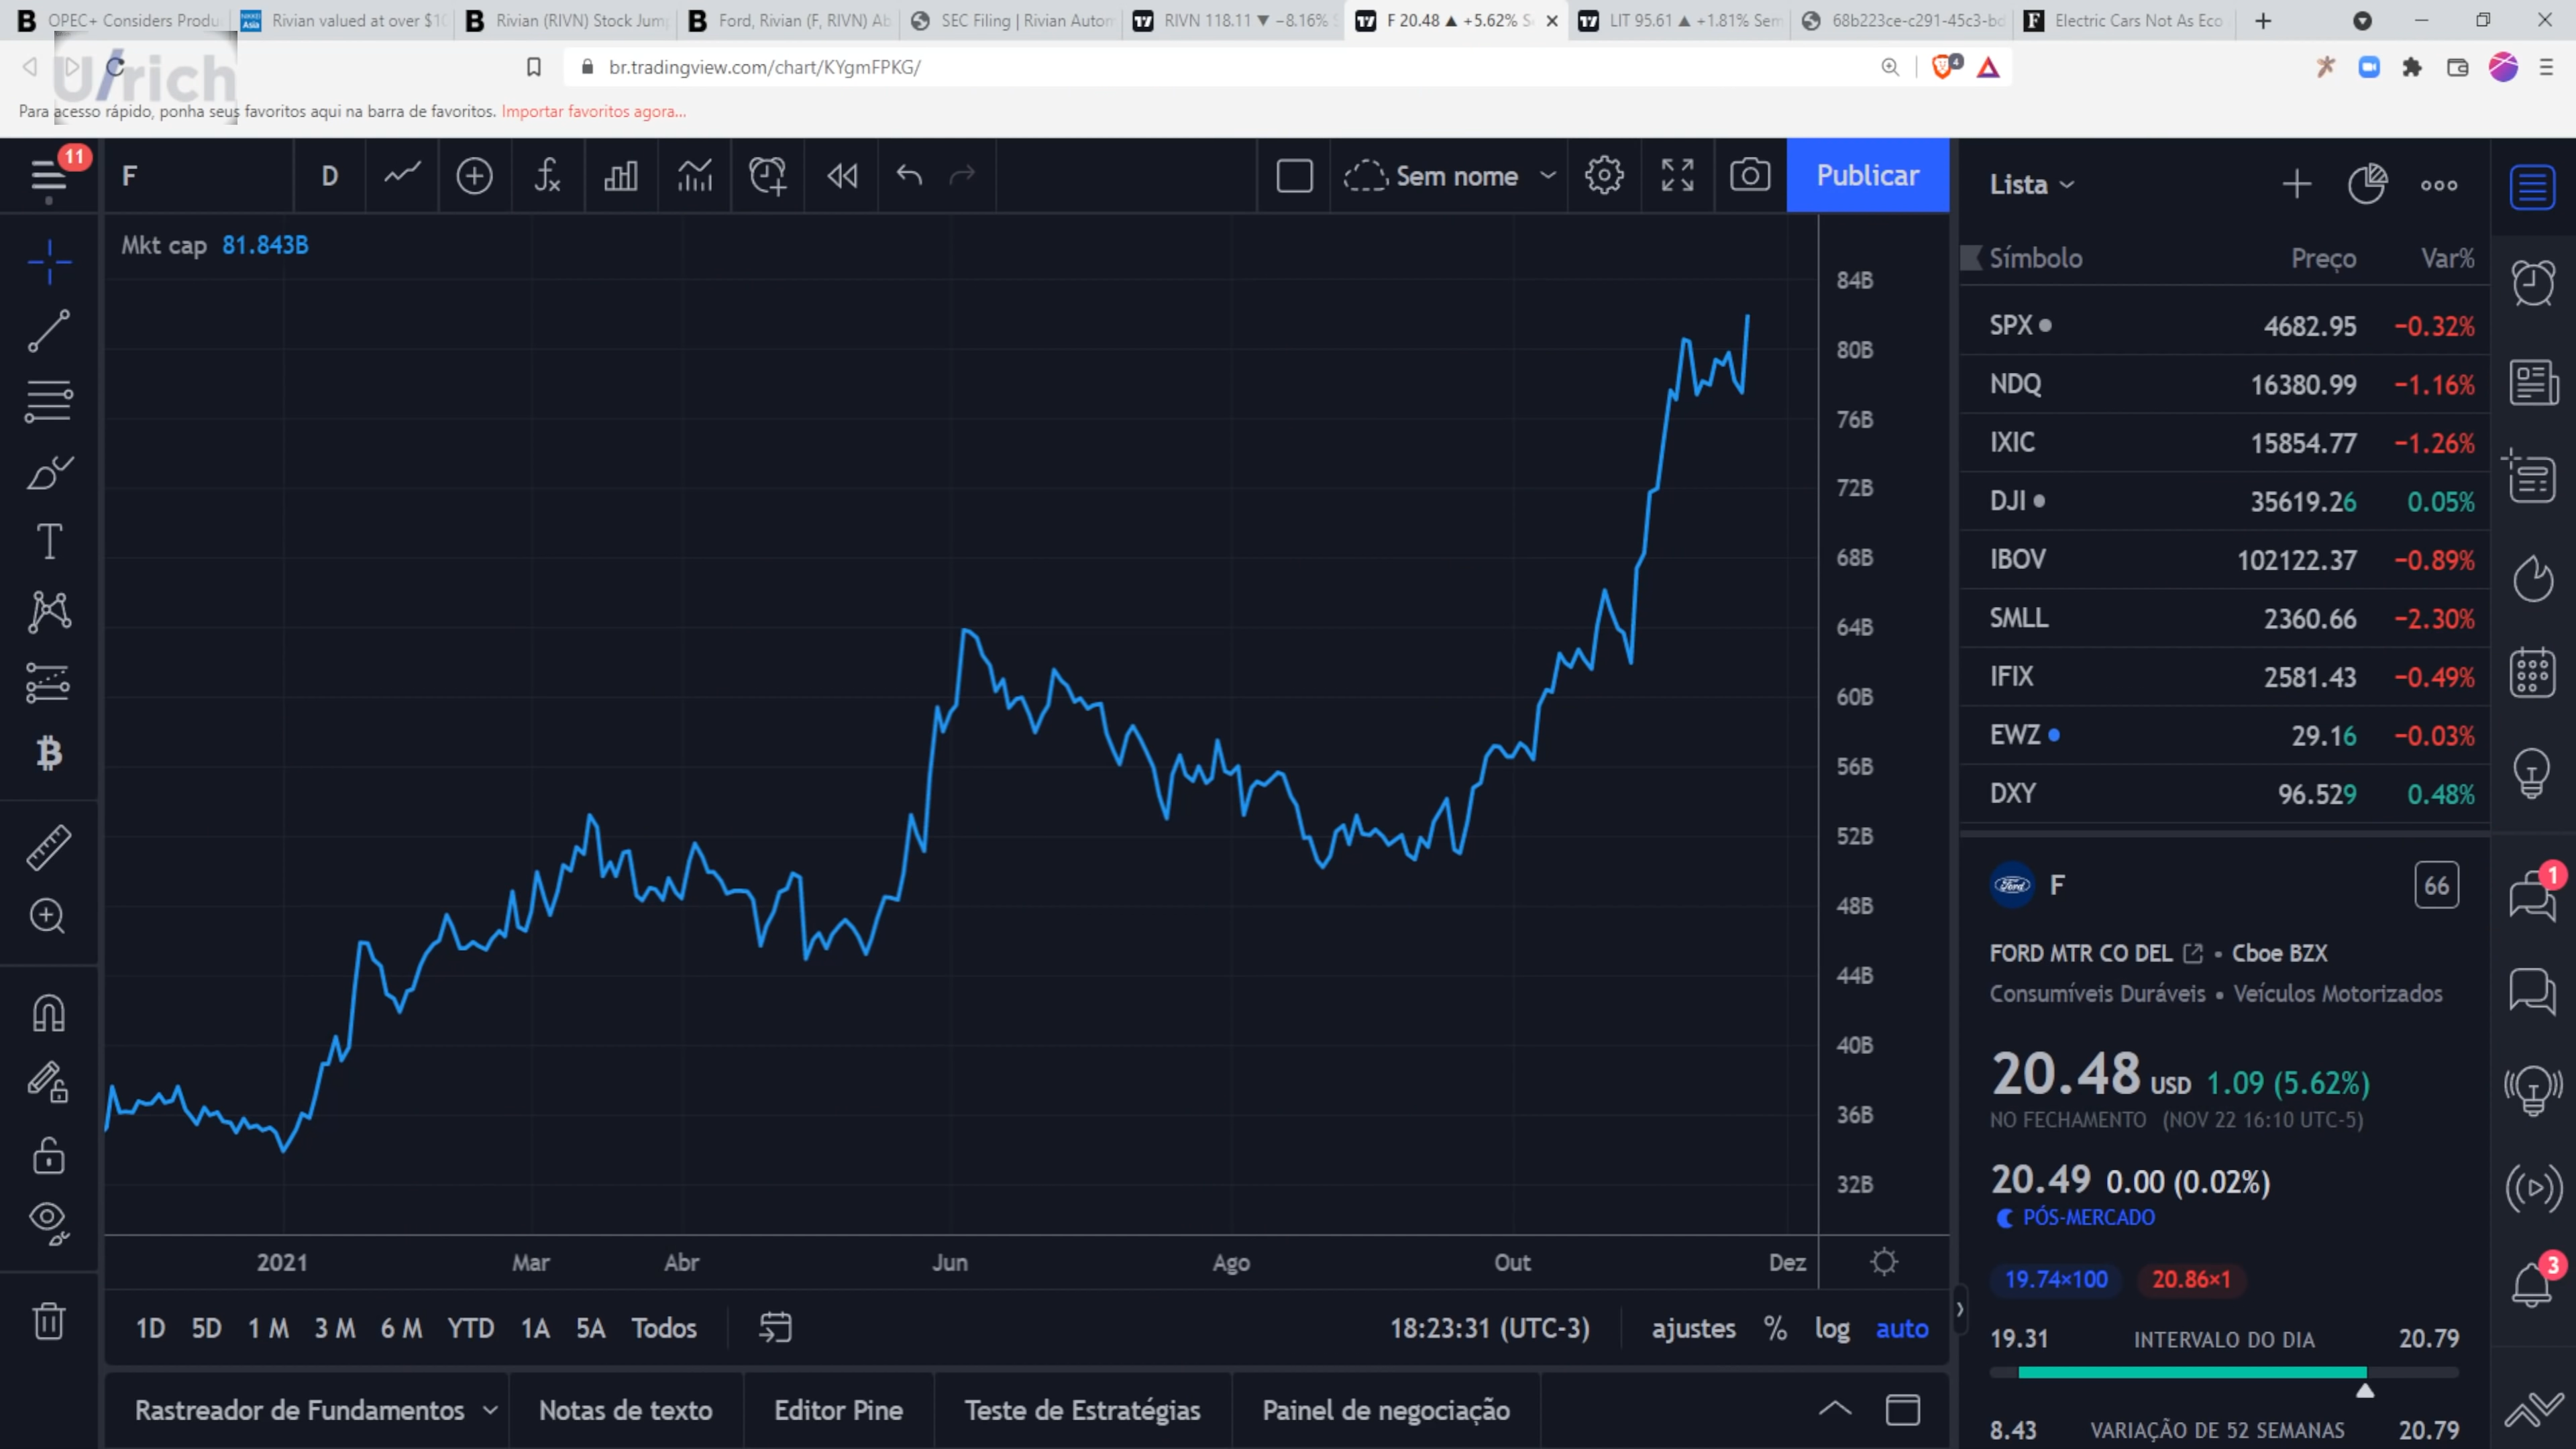 OPEC+ Considers Produ
Rivian valued at over $10
Rivian (RIVN) Stock Jump
Ford, Rivian (F, RIVN) Ab
SEC Filing | Rivian Autom
RIVN 118.11 ▼ −8.16% S
F 20.48 ▲ +5.62% S
LIT 95.61 ▲ +1.81% Sem
68b223ce-c291-45c3-bd
Electric Cars Not As Eco
Ulrich
br.tradingview.com/chart/KYgmFPKG/
4
Para acesso rápido, ponha seus favoritos aqui na barra de favoritos. Importar favoritos agora...
11
F
D
Sem nome
Publicar
Mkt cap 81.843B
84B
80B
76B
72B
68B
64B
60B
56B
52B
48B
44B
40B
36B
32B
2021 Mar Abr Jun Ago Out Dez
1D 5D 1 M 3 M 6 M YTD 1A 5A Todos
18:23:31 (UTC-3) ajustes % log auto
Rastreador de Fundamentos Notas de texto Editor Pine Teste de Estratégias Painel de negociação
Lista
Símbolo Preço Var%
SPX 4682.95 −0.32%
NDQ 16380.99 −1.16%
IXIC 15854.77 −1.26%
DJI 35619.26 0.05%
IBOV 102122.37 −0.89%
SMLL 2360.66 −2.30%
IFIX 2581.43 −0.49%
EWZ 29.16 −0.03%
DXY 96.529 0.48%
Ford F 66
FORD MTR CO DEL • Cboe BZX
Consumíveis Duráveis • Veículos Motorizados
20.48 USD 1.09 (5.62%)
NO FECHAMENTO (NOV 22 16:10 UTC-5)
20.49 0.00 (0.02%)
PÓS-MERCADO
19.74×100 20.86×1
19.31 INTERVALO DO DIA 20.79
8.43 VARIAÇÃO DE 52 SEMANAS 20.79
1
3